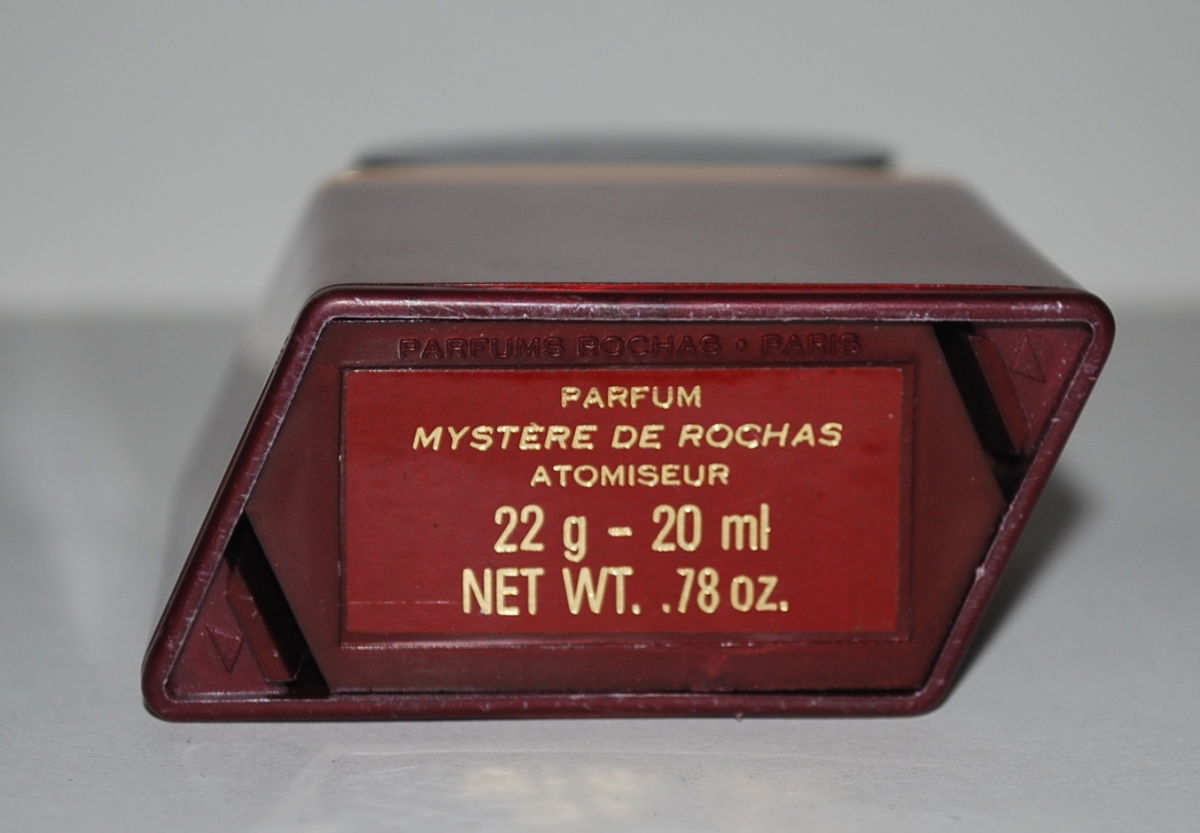 PARFUMS ROCHAS • PARIS
PARFUM
MYSTÈRE DE ROCHAS
ATOMISEUR
22 g - 20 ml
NET WT. .78 oz.